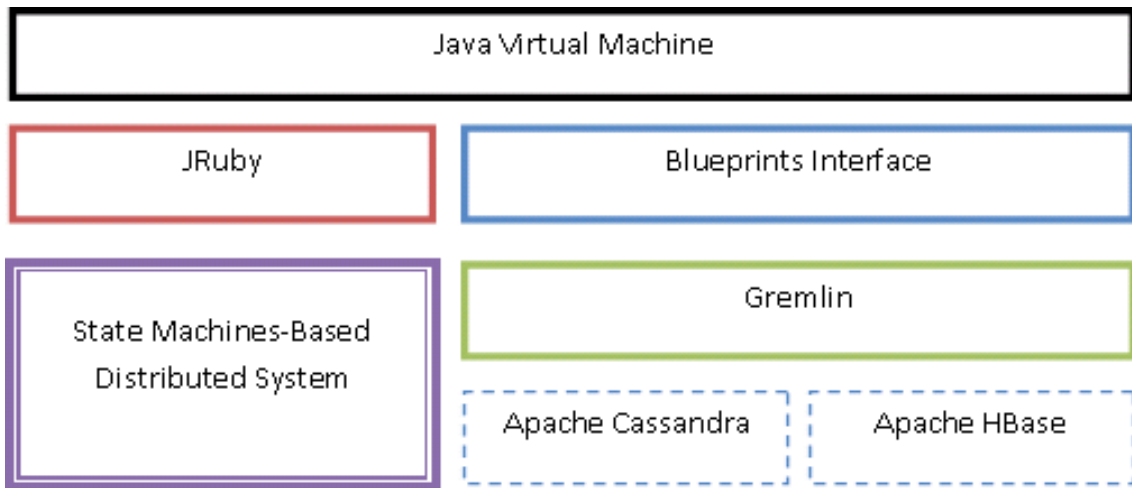 Java Virtual Machine
JRuby
Blueprints Interface
State Machines-Based
Distributed System
Gremlin
Apache Cassandra
Apache HBase